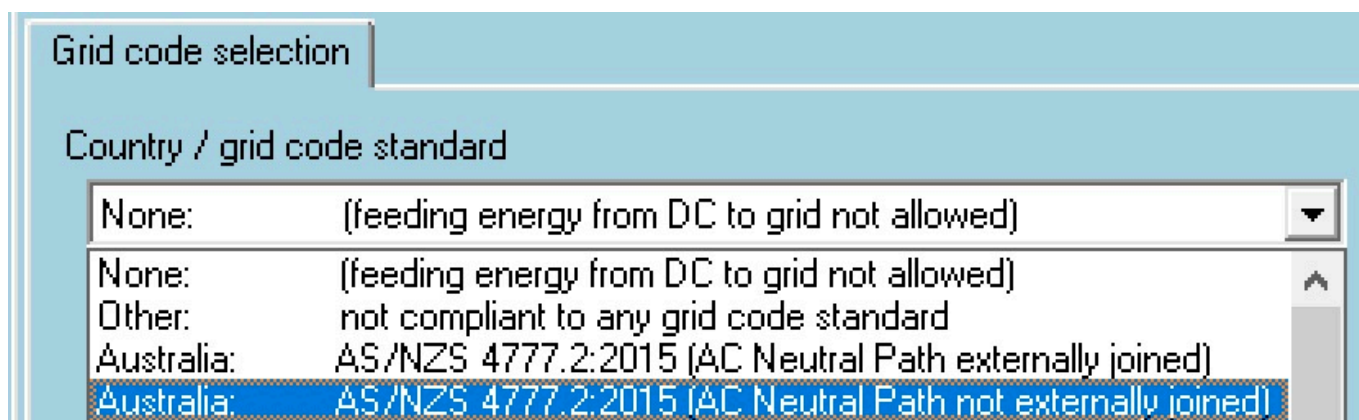 Grid code selection
Country / grid code standard
None: (feeding energy from DC to grid not allowed)
None: (feeding energy from DC to grid not allowed)
Other: not compliant to any grid code standard
Australia: AS/NZS 4777.2:2015 (AC Neutral Path externally joined)
Australia: AS/NZS 4777.2:2015 (AC Neutral Path not externally joined)